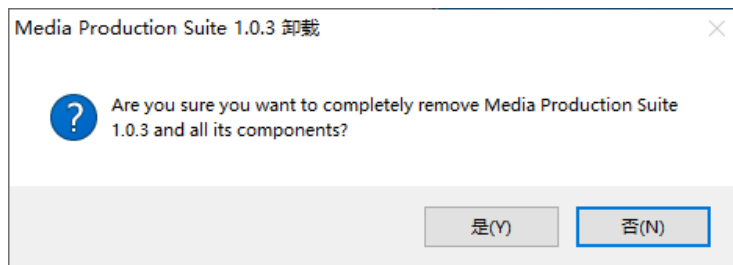 Media Production Suite 1.0.3 卸载
Are you sure you want to completely remove Media Production Suite
1.0.3 and all its components?
是(Y)
否(N)